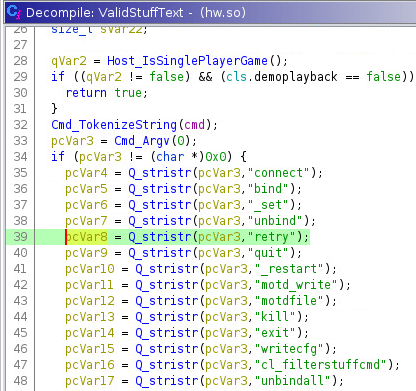 Decompile: ValidStuffText - (hw.so)
26 size_t sVar22;
27
28 qVar2 = Host_IsSinglePlayerGame();
29 if ((qVar2 != false) && (cls.demoplayback == false))
30 return true;
31 }
32 Cmd_TokenizeString(cmd);
33 pcVar3 = Cmd_Argv(0);
34 if (pcVar3 != (char *)0x0) {
35 pcVar4 = Q_stristr(pcVar3,"connect");
36 pcVar5 = Q_stristr(pcVar3,"bind");
37 pcVar6 = Q_stristr(pcVar3,"_set");
38 pcVar7 = Q_stristr(pcVar3,"unbind");
39 pcVar8 = Q_stristr(pcVar3,"retry");
40 pcVar9 = Q_stristr(pcVar3,"quit");
41 pcVar10 = Q_stristr(pcVar3,"_restart");
42 pcVar11 = Q_stristr(pcVar3,"motd_write");
43 pcVar12 = Q_stristr(pcVar3,"motdfile");
44 pcVar13 = Q_stristr(pcVar3,"kill");
45 pcVar14 = Q_stristr(pcVar3,"exit");
46 pcVar15 = Q_stristr(pcVar3,"writecfg");
47 pcVar16 = Q_stristr(pcVar3,"cl_filterstuffcmd");
48 pcVar17 = Q_stristr(pcVar3,"unbindall");